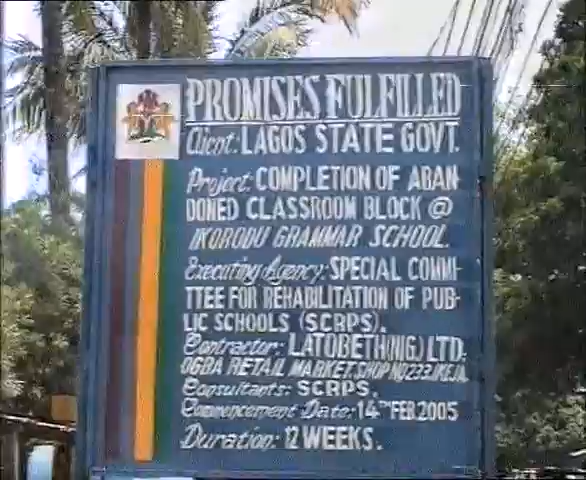 PROMISES FULFILLED
Client: LAGOS STATE GOVT.
Project: COMPLETION OF ABAN-
DONED CLASSROOM BLOCK @
IKORODU GRAMMAR SCHOOL.
Executing Agency: SPECIAL COMMI-
TTEE FOR REHABILITATION OF PUB-
LIC SCHOOLS (SCRPS).
Contractor: LATOBETH(NIG.) LTD.
OGBA RETAIL MARKET, SHOP NO 233, IKEJA.
Consultants: SCRPS.
Commencement Date: 14TH FEB. 2005
Duration: 12 WEEKS.